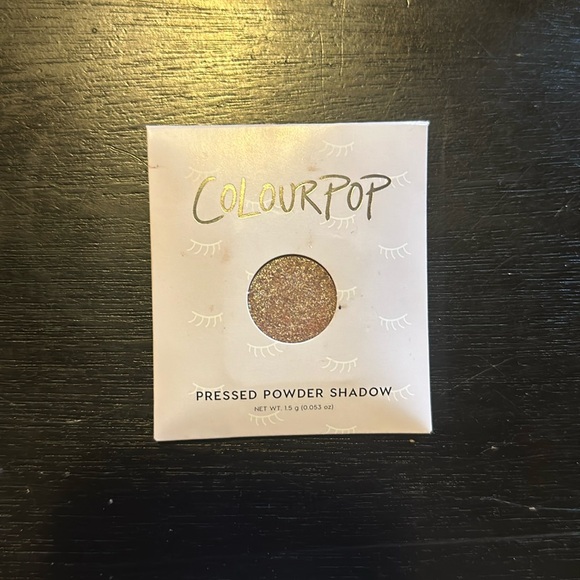 COLOURPOP
PRESSED POWDER SHADOW
NET WT. 1.5 g (0.053 oz)